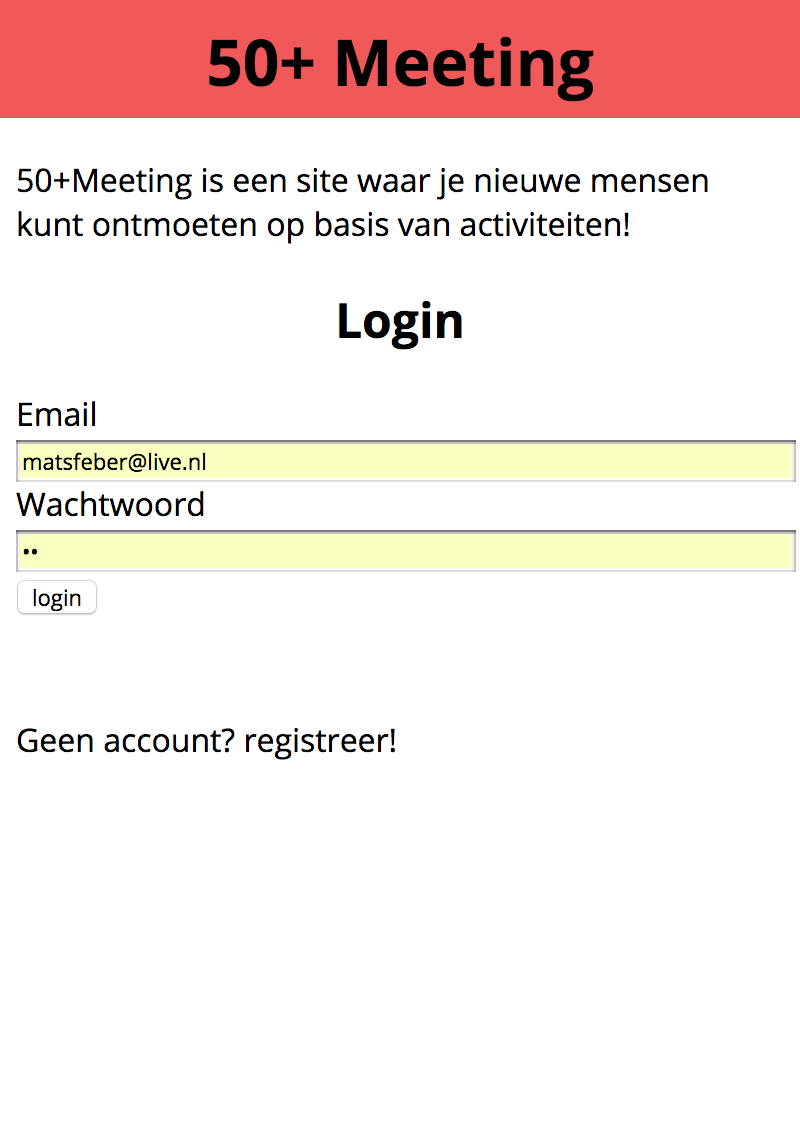 50+ Meeting
50+Meeting is een site waar je nieuwe mensen
kunt ontmoeten op basis van activiteiten!
Login
Email
matsfeber@live.nl
Wachtwoord
••
login
Geen account? registreer!